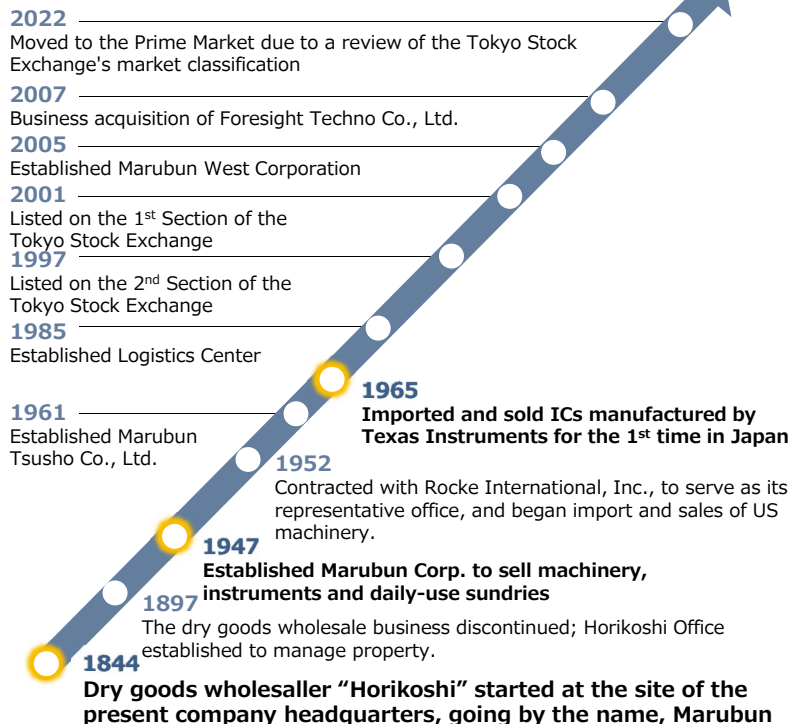 2022
Moved to the Prime Market due to a review of the Tokyo Stock
Exchange's market classification
2007
Business acquisition of Foresight Techno Co., Ltd.
2005
Established Marubun West Corporation
2001
Listed on the 1st Section of the
Tokyo Stock Exchange
1997
Listed on the 2nd Section of the
Tokyo Stock Exchange
1985
Established Logistics Center
1965
Imported and sold ICs manufactured by
Texas Instruments for the 1st time in Japan
1961
Established Marubun
Tsusho Co., Ltd.
1952
Contracted with Rocke International, Inc., to serve as its
representative office, and began import and sales of US
machinery.
1947
Established Marubun Corp. to sell machinery,
instruments and daily-use sundries
1897
The dry goods wholesale business discontinued; Horikoshi Office
established to manage property.
1844
Dry goods wholesaller “Horikoshi” started at the site of the
present company headquarters, going by the name, Marubun